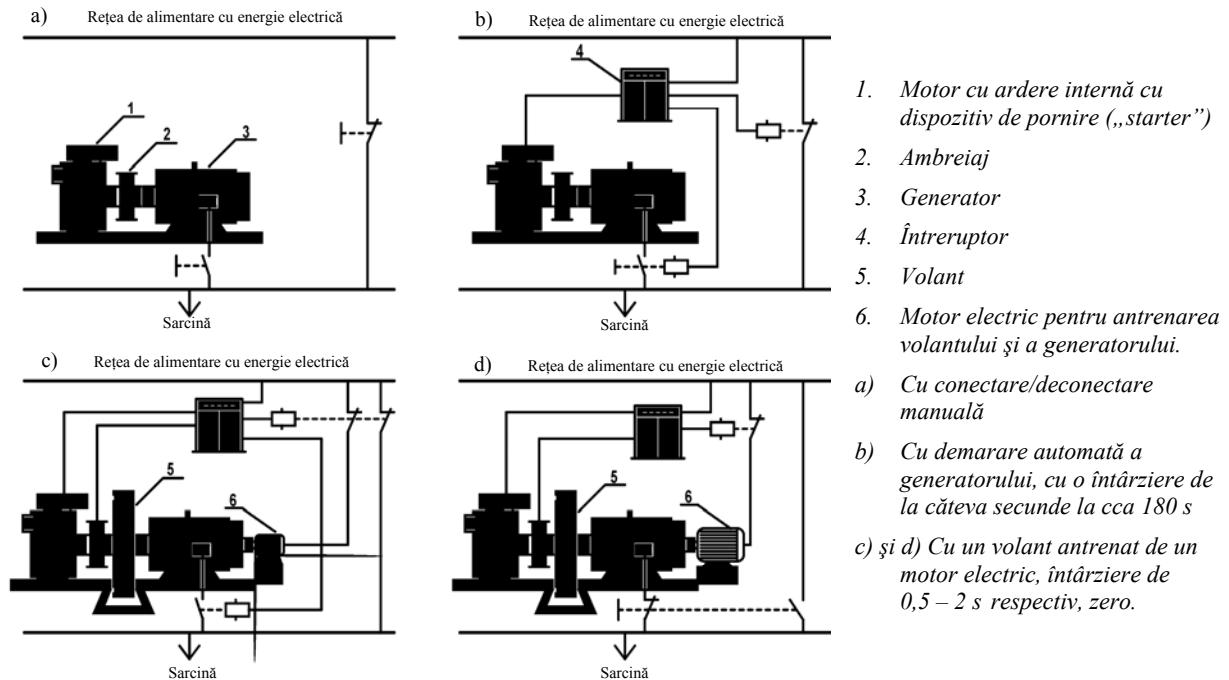 a) Rețea de alimentare cu energie electrică
1
2
3
Sarcină
b) Rețea de alimentare cu energie electrică
4
Sarcină
c) Rețea de alimentare cu energie electrică
5
6
Sarcină
d) Rețea de alimentare cu energie electrică
5
6
Sarcină
1. Motor cu ardere internă cu
dispozitiv de pornire („starter”)
2. Ambreiaj
3. Generator
4. Întreruptor
5. Volant
6. Motor electric pentru antrenarea
volantului şi a generatorului.
a) Cu conectare/deconectare
manuală
b) Cu demarare automată a
generatorului, cu o întârziere de
la câteva secunde la cca 180 s
c) şi d) Cu un volant antrenat de un
motor electric, întârziere de
0,5 – 2 s respectiv, zero.